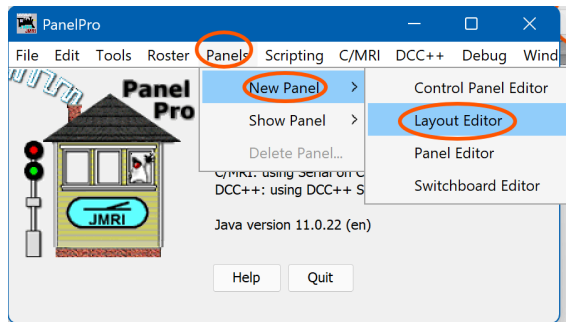 PanelPro
File Edit Tools Roster Panels Scripting C/MRI DCC++ Debug Wind
Panel
Pro
New Panel >
Show Panel >
Delete Panel...
Control Panel Editor
Layout Editor
Panel Editor
Switchboard Editor
C/MRI: using Serial on C
DCC++: using DCC++ S
Java version 11.0.22 (en)
JMRI
Help Quit